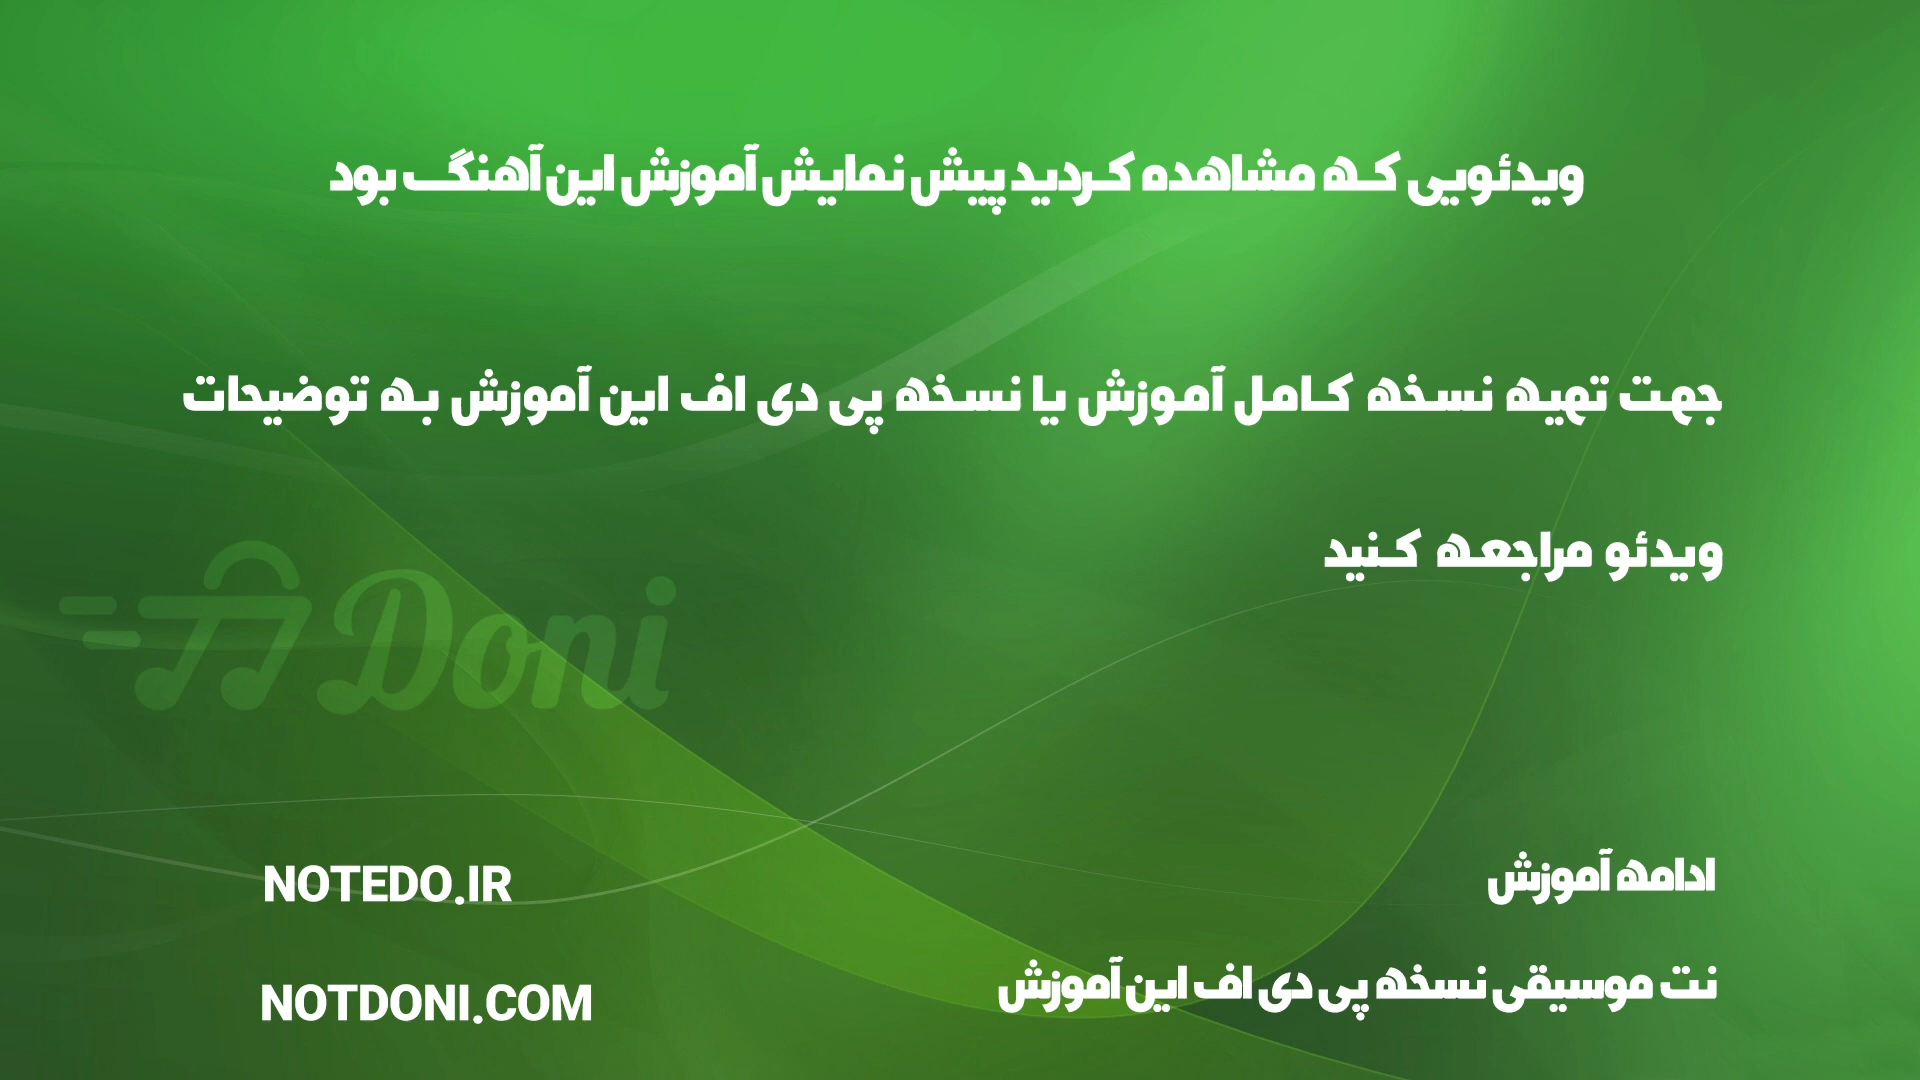 ویدئویی که مشاهده کردید پیش نمایش آموزش این آهنگ بود
جهت تهیه نسخه کامل آموزش یا نسخه پی دی اف این آموزش به توضیحات
ویدئو مراجعه کنید
Doni
ادامه آموزش
NOTEDO.IR
نت موسیقی نسخه پی دی اف این آموزش
NOTDONI.COM